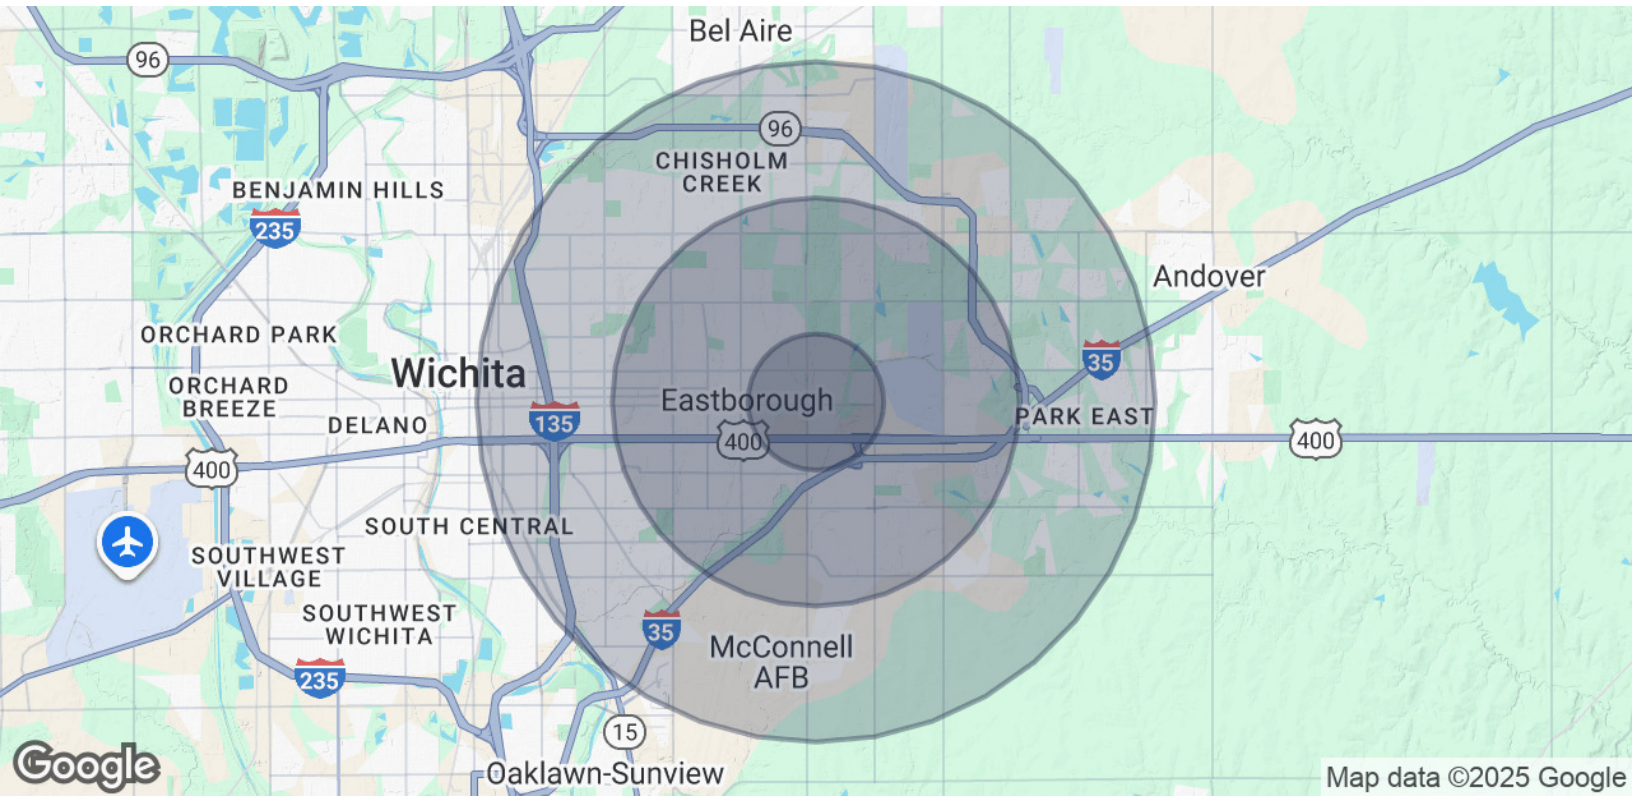 Bel Aire
96
96
CHISHOLM
CREEK
BENJAMIN HILLS
235
Andover
ORCHARD PARK
35
Wichita
ORCHARD
BREEZE
Eastborough
PARK EAST
DELANO
135
400
400
400
SOUTH CENTRAL
SOUTHWEST
VILLAGE
SOUTHWEST
WICHITA
35
McConnell
AFB
235
15
Google
Oaklawn-Sunview
Map data ©2025 Google